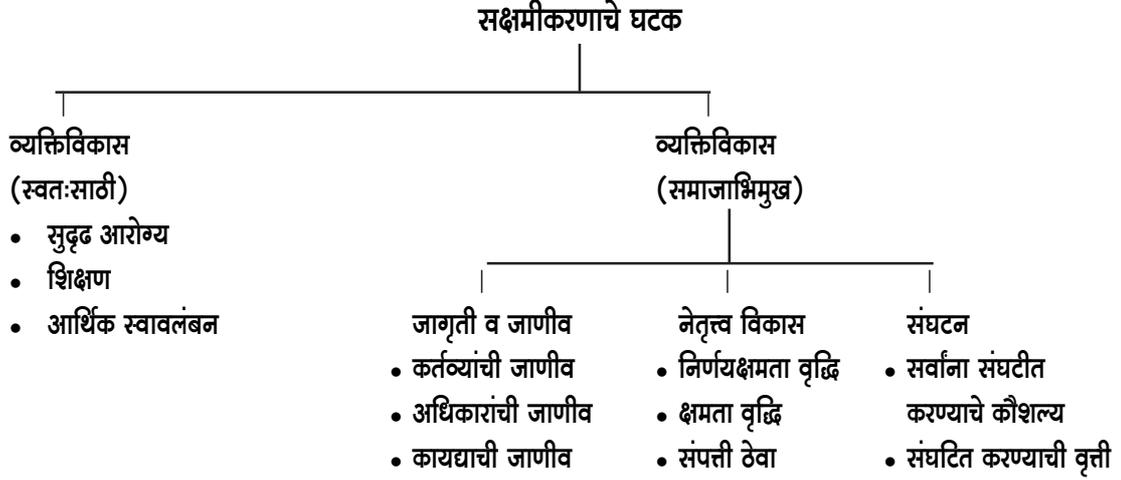 सक्षमीकरणाचे घटक
व्यक्तिविकास
(स्वतःसाठी)
• सुदृढ आरोग्य
• शिक्षण
• आर्थिक स्वावलंबन
व्यक्तिविकास
(समाजाभिमुख)
जागृती व जाणीव
• कर्तव्यांची जाणीव
• अधिकारांची जाणीव
• कायद्याची जाणीव
नेतृत्त्व विकास
• निर्णयक्षमता वृद्धि
• क्षमता वृद्धि
• संपत्ती ठेवा
संघटन
• सर्वांना संघटीत
करण्याचे कौशल्य
• संघटित करण्याची वृत्ती